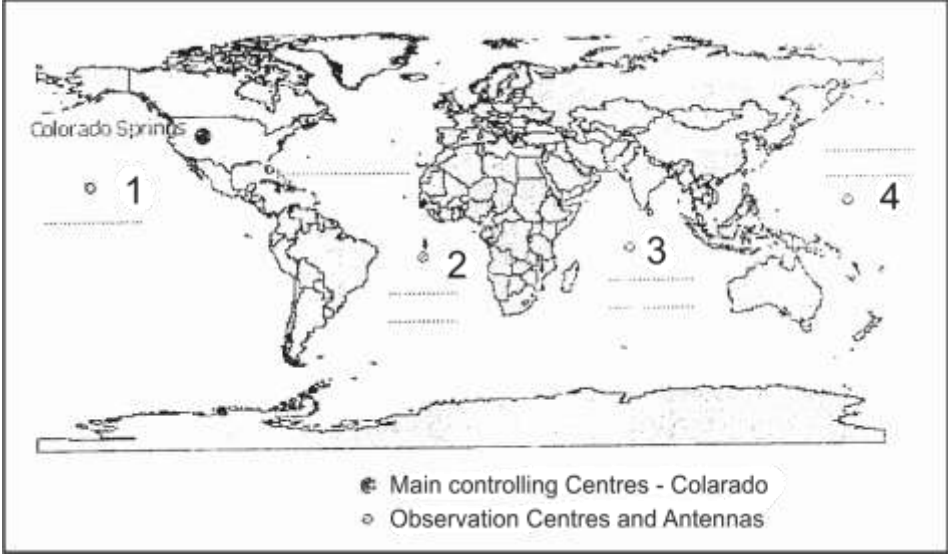 Colorado Springs
1
4
2
3
Main controlling Centres - Colarado
Observation Centres and Antennas